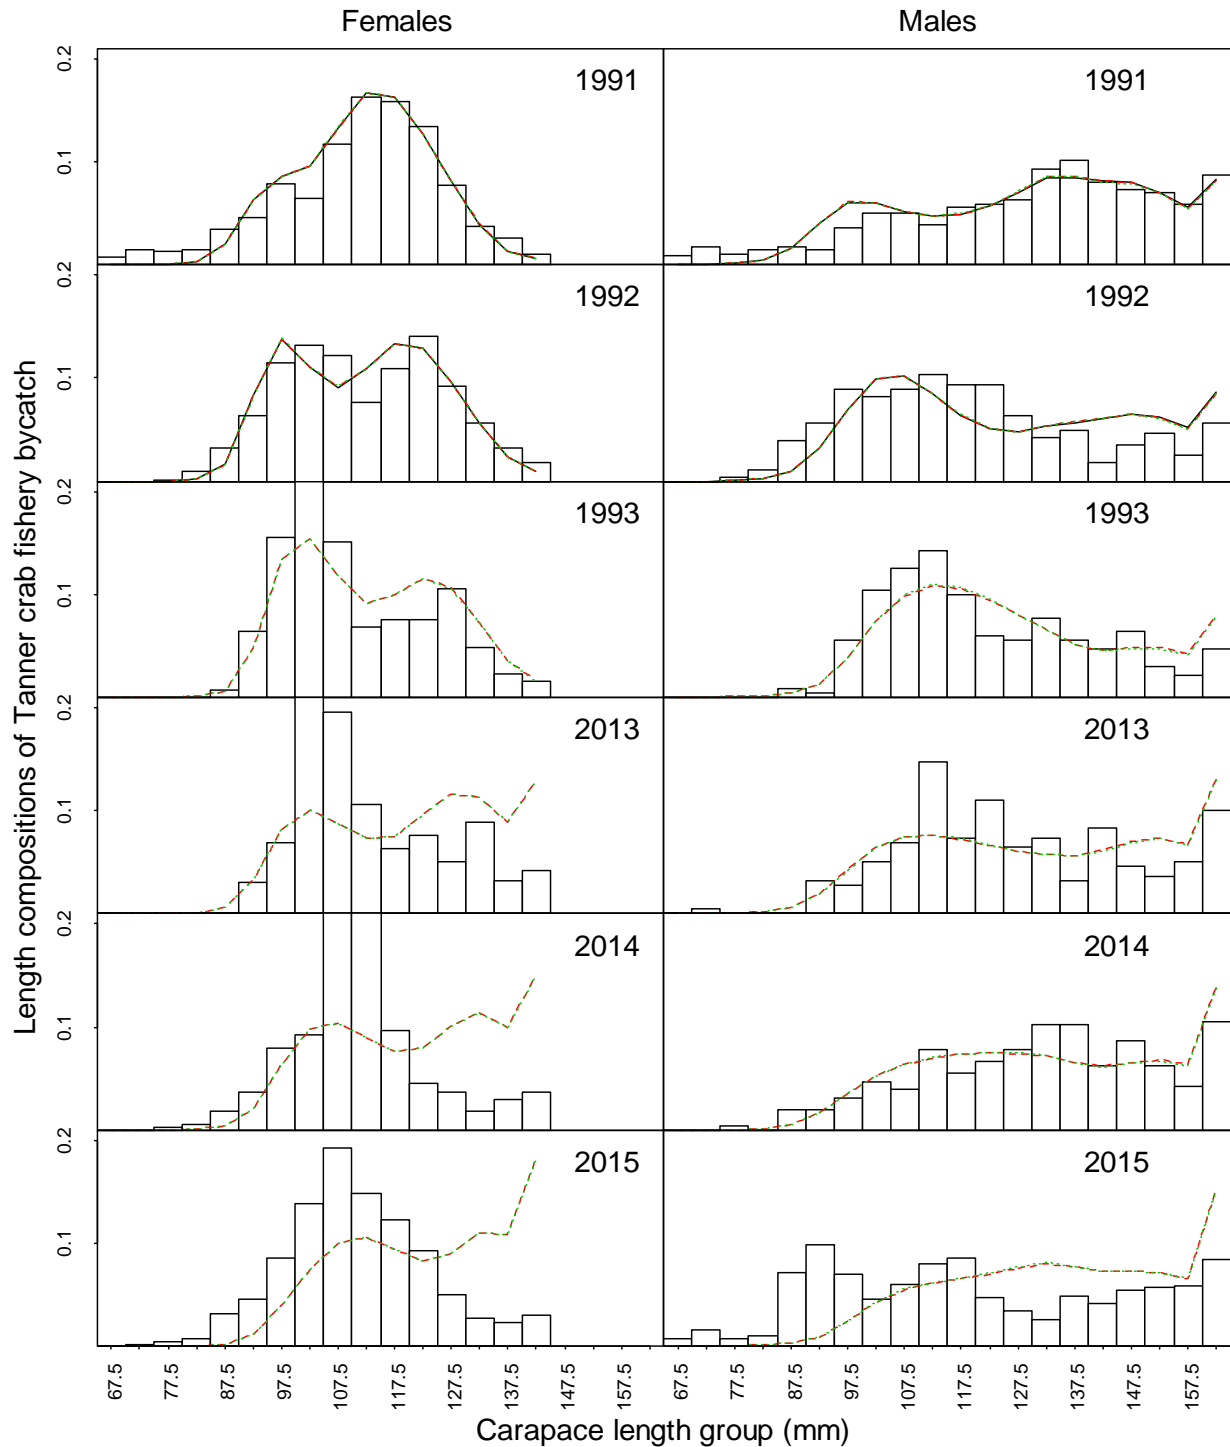 Females Males
Length compositions of Tanner crab fishery bycatch
0.2 1991 1991
0.1
0.2 1992 1992
0.1
0.2 1993 1993
0.1
0.2 2013 2013
0.1
0.2 2014 2014
0.1
0.2 2015 2015
0.1
67.5 77.5 87.5 97.5 107.5 117.5 127.5 137.5 147.5 157.5 67.5 77.5 87.5 97.5 107.5 117.5 127.5 137.5 147.5 157.5
Carapace length group (mm)